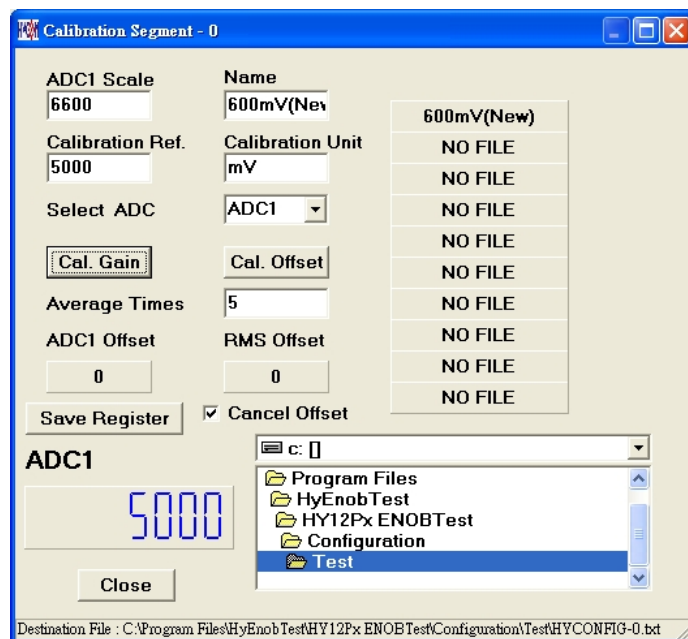 Calibration Segment - 0
ADC1 Scale
Name
6600
600mV(New
600mV(New)
Calibration Ref.
Calibration Unit
5000
mV
NO FILE
NO FILE
NO FILE
NO FILE
NO FILE
NO FILE
NO FILE
NO FILE
NO FILE
Select ADC
ADC1
Cal. Gain
Cal. Offset
Average Times
5
ADC1 Offset
RMS Offset
0
0
Save Register
Cancel Offset
ADC1
5000
c: []
Program Files
HyEnobTest
HY12Px ENOBTest
Configuration
Test
Close
Destination File : C:\Program Files\HyEnobTest\HY12Px ENOBTest\Configuration\Test\HYCONFIG-0.txt